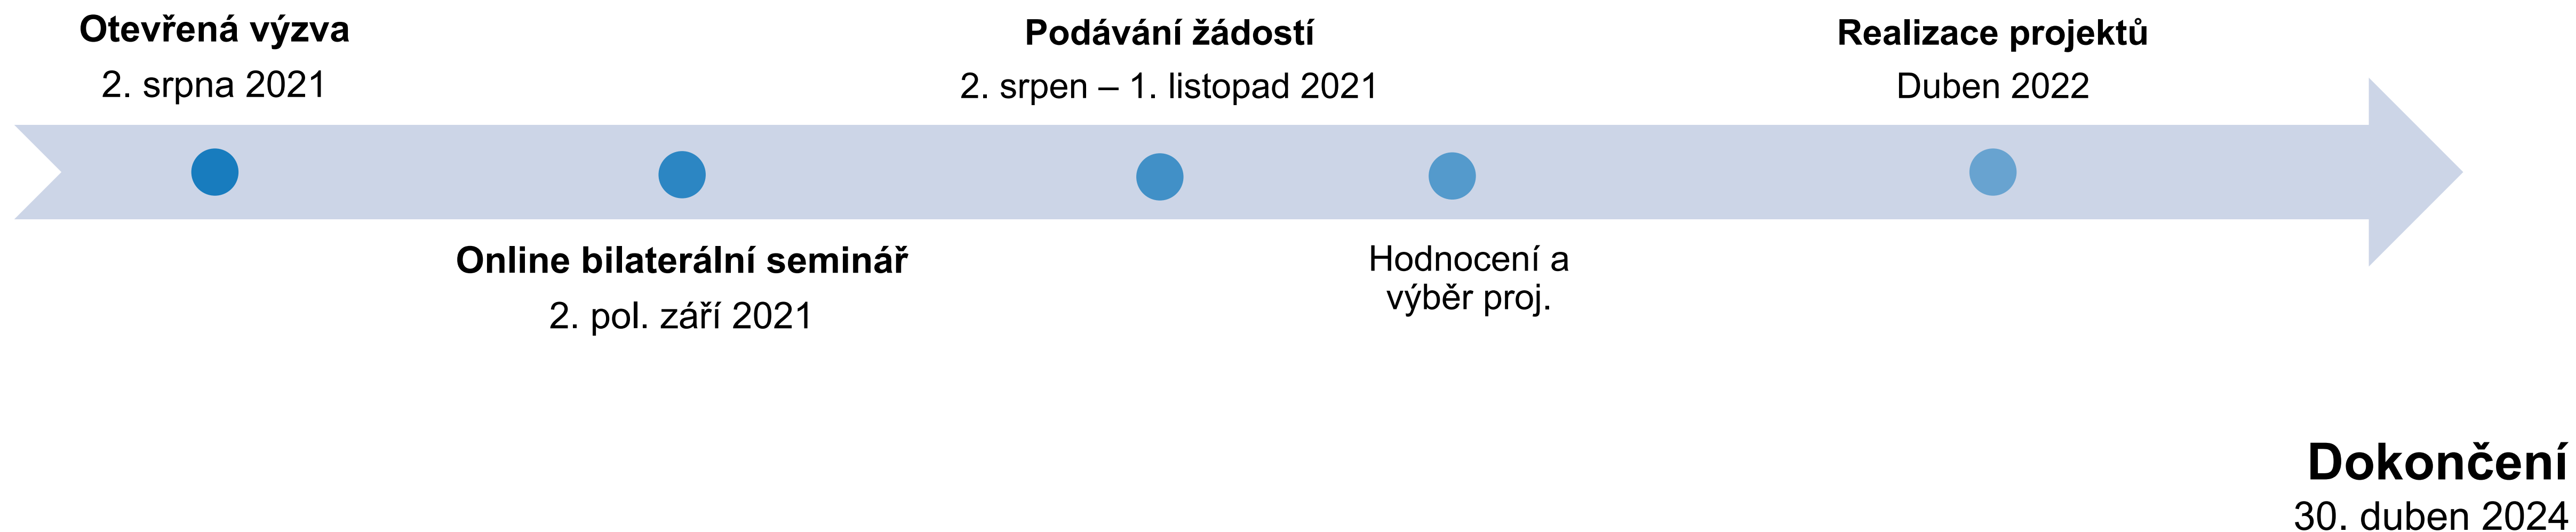 Otevřená výzva
2. srpna 2021
Online bilaterální seminář
2. pol. září 2021
Podávání žádostí
2. srpen – 1. listopad 2021
Hodnocení a
výběr proj.
Realizace projektů
Duben 2022
Dokončení
30. duben 2024